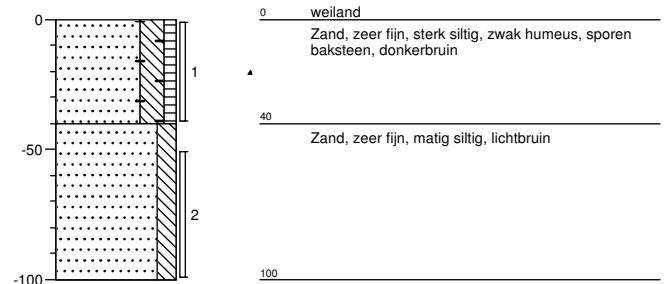 0
-50
-100
1
2
0
weiland
Zand, zeer fijn, sterk siltig, zwak humeus, sporen
baksteen, donkerbruin
40
Zand, zeer fijn, matig siltig, lichtbruin
100